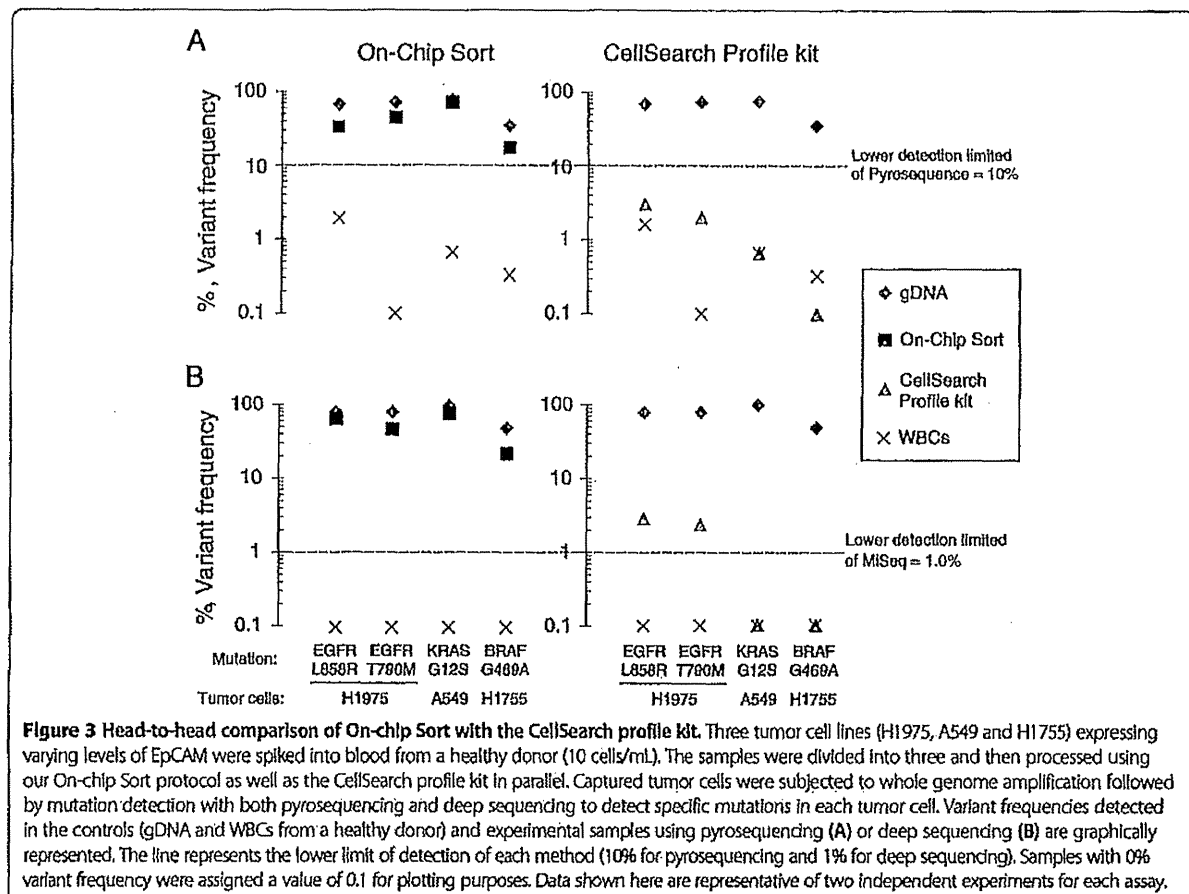 A
On-Chip Sort
CellSearch Profile kit
%, Variant frequency
100
10
1
0.1
100
10
1
0.1
Lower detection limited
of Pyrosequence = 10%
gDNA
On-Chip Sort
CellSearch
Profile kit
WBCs
B
%, Variant frequency
100
10
1
0.1
100
10
1
0.1
Lower detection limited
of MiSeq = 1.0%
Mutation:
EGFR EGFR KRAS BRAF
L858R T790M G12S G469A
EGFR EGFR KRAS BRAF
L858R T790M G12S G469A
Tumor cells:
H1975 A549 H1755
H1975 A549 H1755
Figure 3 Head-to-head comparison of On-chip Sort with the CellSearch profile kit. Three tumor cell lines (H1975, A549 and H1755) expressing
varying levels of EpCAM were spiked into blood from a healthy donor (10 cells/mL). The samples were divided into three and then processed using
our On-chip Sort protocol as well as the CellSearch profile kit in parallel. Captured tumor cells were subjected to whole genome amplification followed
by mutation detection with both pyrosequencing and deep sequencing to detect specific mutations in each tumor cell. Variant frequencies detected
in the controls (gDNA and WBCs from a healthy donor) and experimental samples using pyrosequencing (A) or deep sequencing (B) are graphically
represented. The line represents the lower limit of detection of each method (10% for pyrosequencing and 1% for deep sequencing). Samples with 0%
variant frequency were assigned a value of 0.1 for plotting purposes. Data shown here are representative of two independent experiments for each assay.